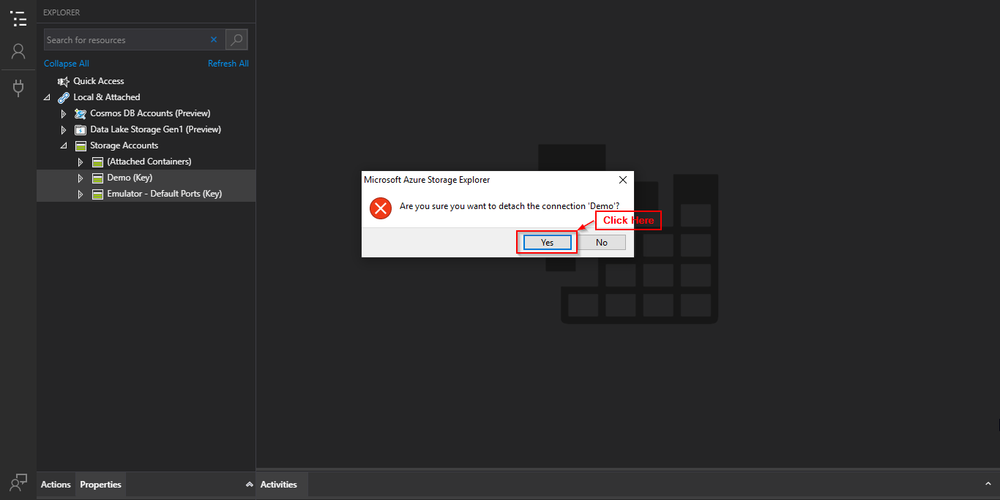 EXPLORER
Search for resources
Collapse All
Refresh All
Quick Access
Local & Attached
Cosmos DB Accounts (Preview)
Data Lake Storage Gen1 (Preview)
Storage Accounts
(Attached Containers)
Demo (Key)
Emulator - Default Ports (Key)
Microsoft Azure Storage Explorer
Are you sure you want to detach the connection 'Demo'?
Click Here
Yes
No
Actions
Properties
Activities